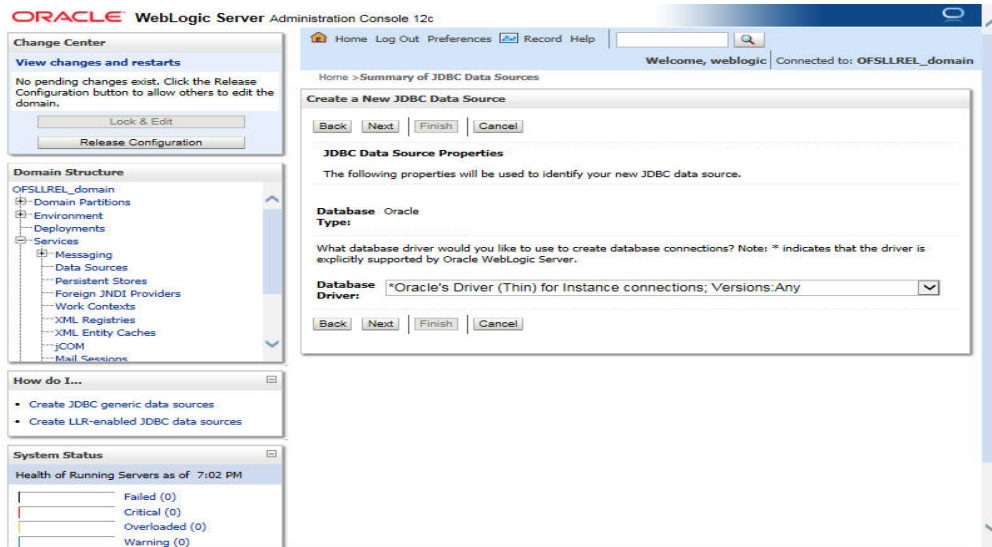 ORACLE WebLogic Server Administration Console 12c
Change Center
View changes and restarts
No pending changes exist. Click the Release
Configuration button to allow others to edit the
domain.
Lock & Edit
Release Configuration
Domain Structure
OFSLLREL_domain
Domain Partitions
Environment
Deployments
Services
Messaging
Data Sources
Persistent Stores
Foreign JNDI Providers
Work Contexts
XML Registries
XML Entity Caches
jCOM
Mail Sessions
How do I...
Create JDBC generic data sources
Create LLR-enabled JDBC data sources
System Status
Health of Running Servers as of 7:02 PM
Failed (0)
Critical (0)
Overloaded (0)
Warning (0)
Home Log Out Preferences Record Help
Welcome, weblogic Connected to: OFSLLREL_domain
Home >Summary of JDBC Data Sources
Create a New JDBC Data Source
Back Next Finish Cancel
JDBC Data Source Properties
The following properties will be used to identify your new JDBC data source.
Database Oracle
Type:
What database driver would you like to use to create database connections? Note: * indicates that the driver is
explicitly supported by Oracle WebLogic Server.
Database *Oracle's Driver (Thin) for Instance connections; Versions:Any
Driver:
Back Next Finish Cancel